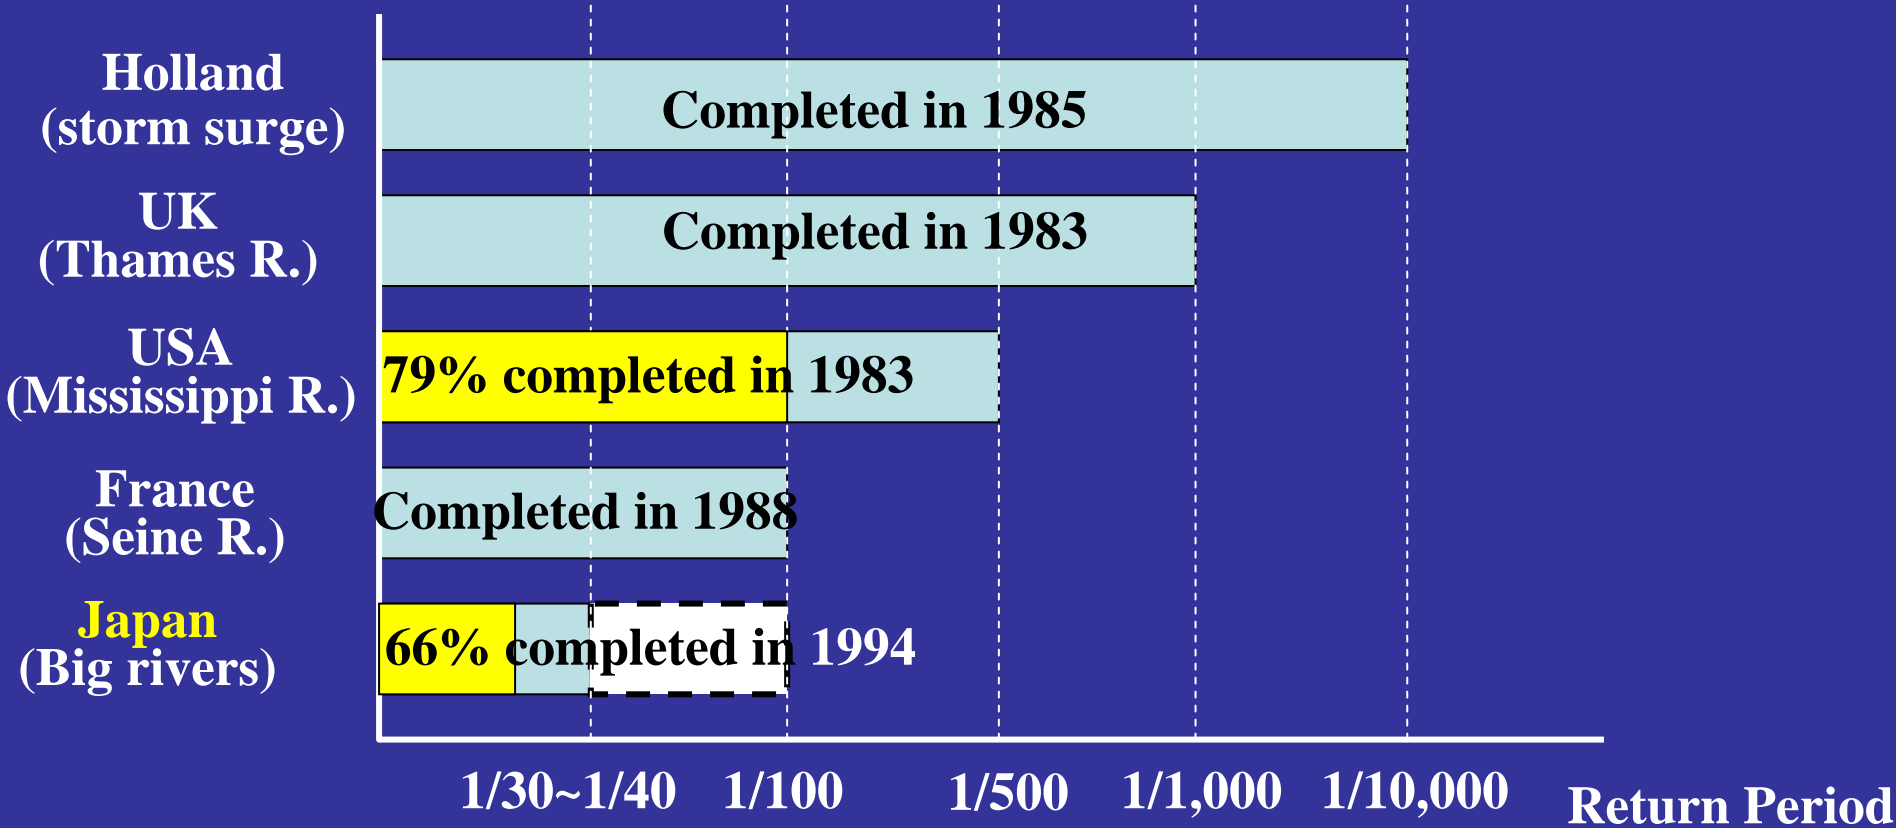 Holland
(storm surge)
Completed in 1985
UK
(Thames R.)
Completed in 1983
USA
(Mississippi R.)
79% completed in 1983
France
(Seine R.)
Completed in 1988
Japan
(Big rivers)
66% completed in 1994
1/30~1/40 1/100 1/500 1/1,000 1/10,000
Return Period